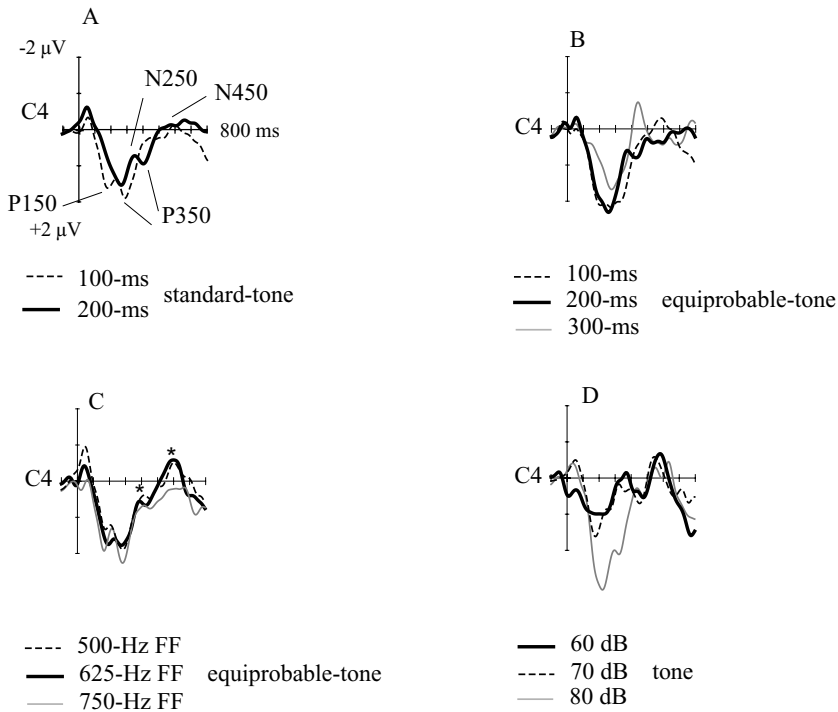 A
-2 µV
N250
N450
C4
800 ms
P150
P350
+2 µV
100-ms
200-ms
standard-tone
B
C4
100-ms
200-ms
300-ms
equiprobable-tone
C
*
*
C4
500-Hz FF
625-Hz FF
750-Hz FF
equiprobable-tone
D
C4
60 dB
70 dB
80 dB
tone